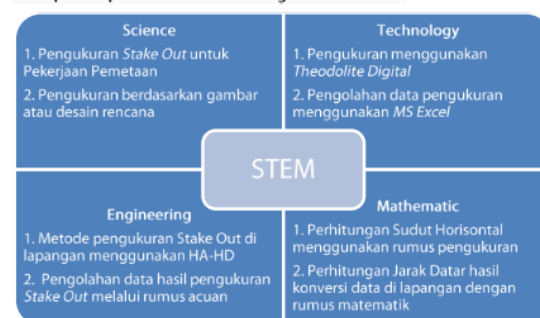 Science
1. Pengukuran Stake Out untuk
Pekerjaan Pemetaan
2. Pengukuran berdasarkan gambar
atau desain rencana
Technology
1. Pengukuran menggunakan
Theodolite Digital
2. Pengolahan data pengukuran
menggunakan MS Excel
STEM
Engineering
1. Metode pengukuran Stake Out di
lapangan menggunakan HA-HD
2. Pengolahan data hasil pengukuran
Stake Out melalui rumus acuan
Mathematic
1. Perhitungan Sudut Horisontal
menggunakan rumus pengukuran
2. Perhitungan Jarak Datar hasil
konversi data di lapangan dengan
rumus matematik